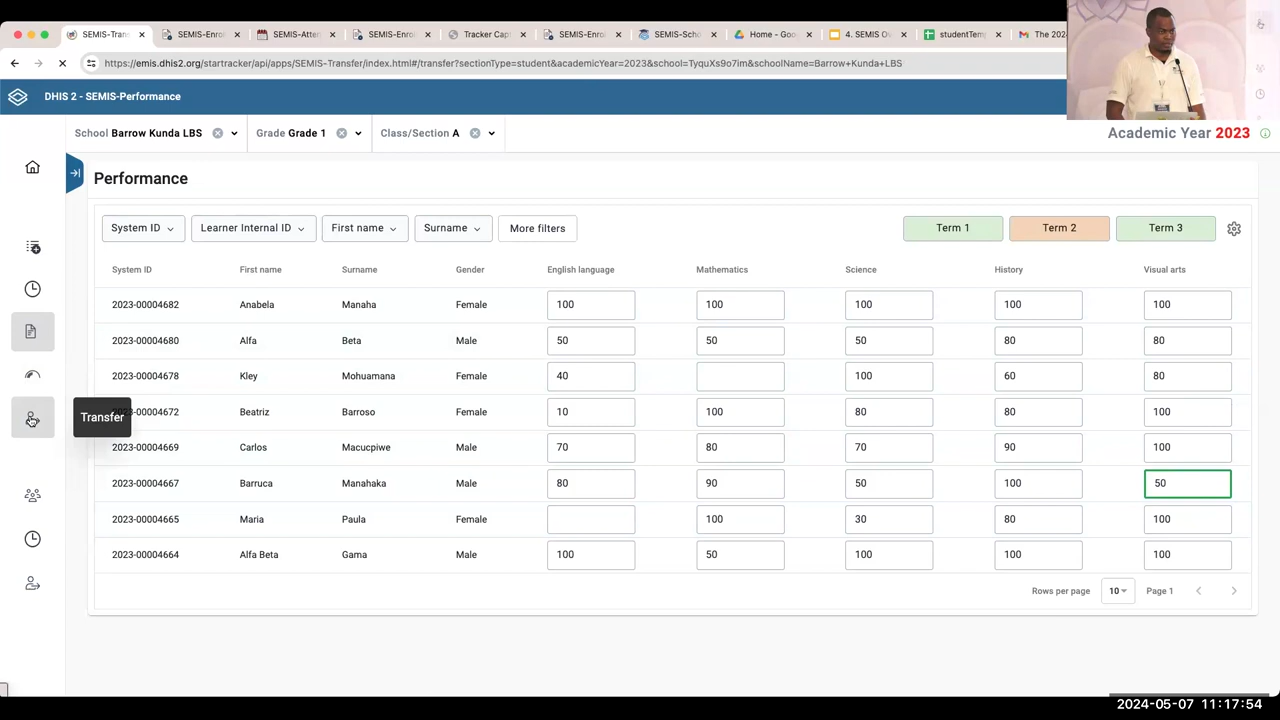 SEMIS-Tran
SEMIS-Enrol
SEMIS-Atten
SEMIS-Enrol
Tracker Cap
SEMIS-Enrol
SEMIS-Scho
Home - Goo
4. SEMIS O
studentTem
The 202
https://emis.dhis2.org/startracker/api/apps/SEMIS-Transfer/index.html#/transfer?sectionType=student&academicYear=2023&school=TyquXs9o7im&schoolName=Barrow+Kunda+LBS
DHIS 2 - SEMIS-Performance
School Barrow Kunda LBS
Grade Grade 1
Class/Section A
Academic Year 2023
Performance
System ID
Learner Internal ID
First name
Surname
More filters
Term 1
Term 2
Term 3
System ID First name Surname Gender English language Mathematics Science History Visual arts
2023-00004682 Anabela Manaha Female 100 100 100 100 100
2023-00004680 Alfa Beta Male 50 50 50 80 80
2023-00004678 Kley Mohuamana Female 40 100 60 80
2023-00004672 Beatriz Barroso Female 10 100 80 80 100
Transfer
2023-00004669 Carlos Macucpiwe Male 70 80 70 90 100
2023-00004667 Barruca Manahaka Male 80 90 50 100 50
2023-00004665 Maria Paula Female 100 30 80 100
2023-00004664 Alfa Beta Gama Male 100 50 100 100 100
Rows per page 10 Page 1
2024-05-07 11:17:54